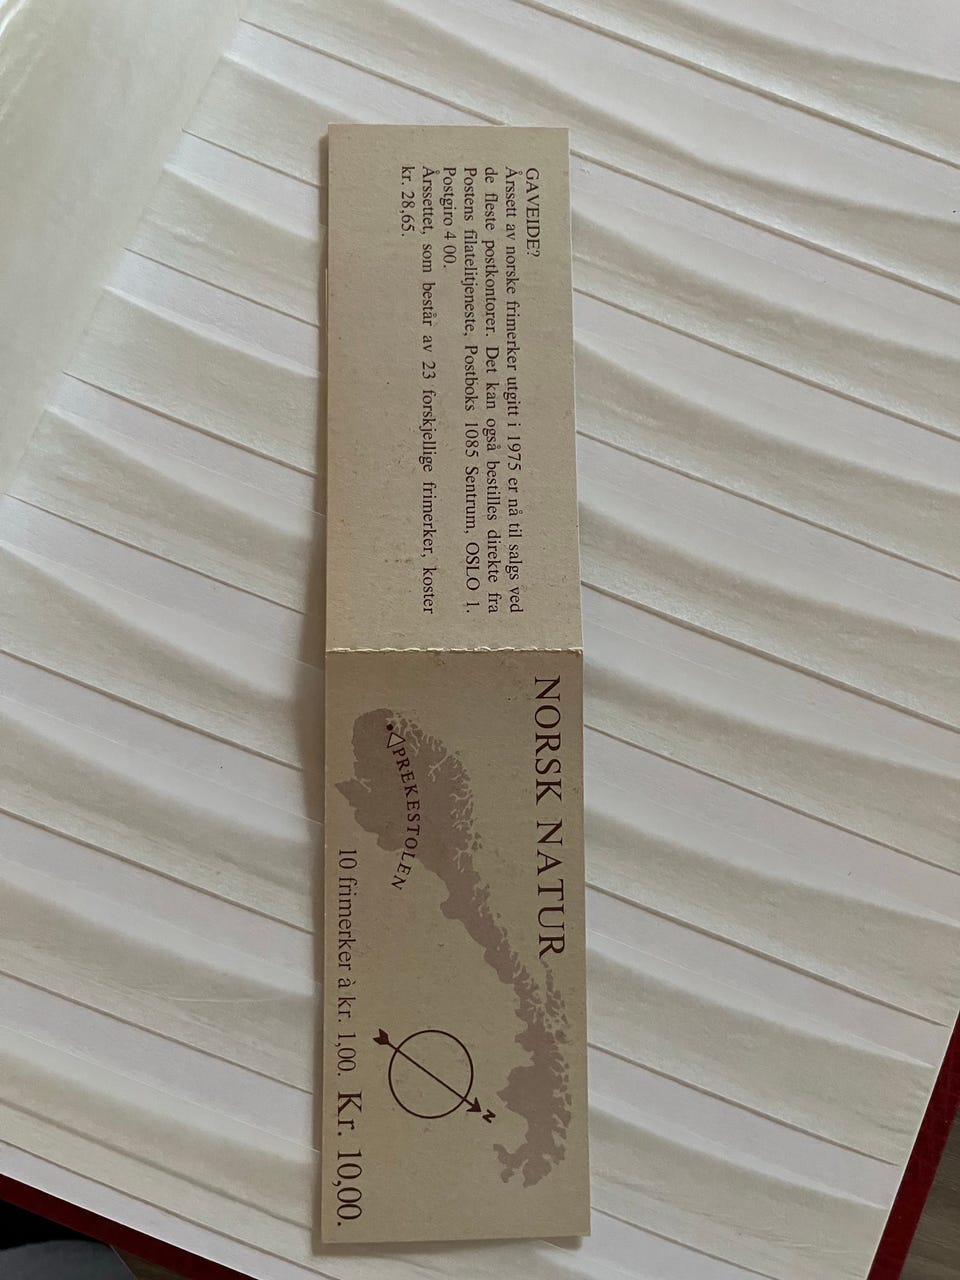 GAVEIDE?
Årssett av norske frimerker utgitt i 1975 er nå til salgs ved
de fleste postkontorer. Det kan også bestilles direkte fra
Postens filatelitjeneste, Postboks 1085 Sentrum, OSLO 1.
Postgiro 4 00.
Årssettet, som består av 23 forskjellige frimerker, koster
kr. 28,65.
NORSK NATUR
PREKESTOLEN
N
10 frimerker à kr. 1,00. Kr. 10,00.